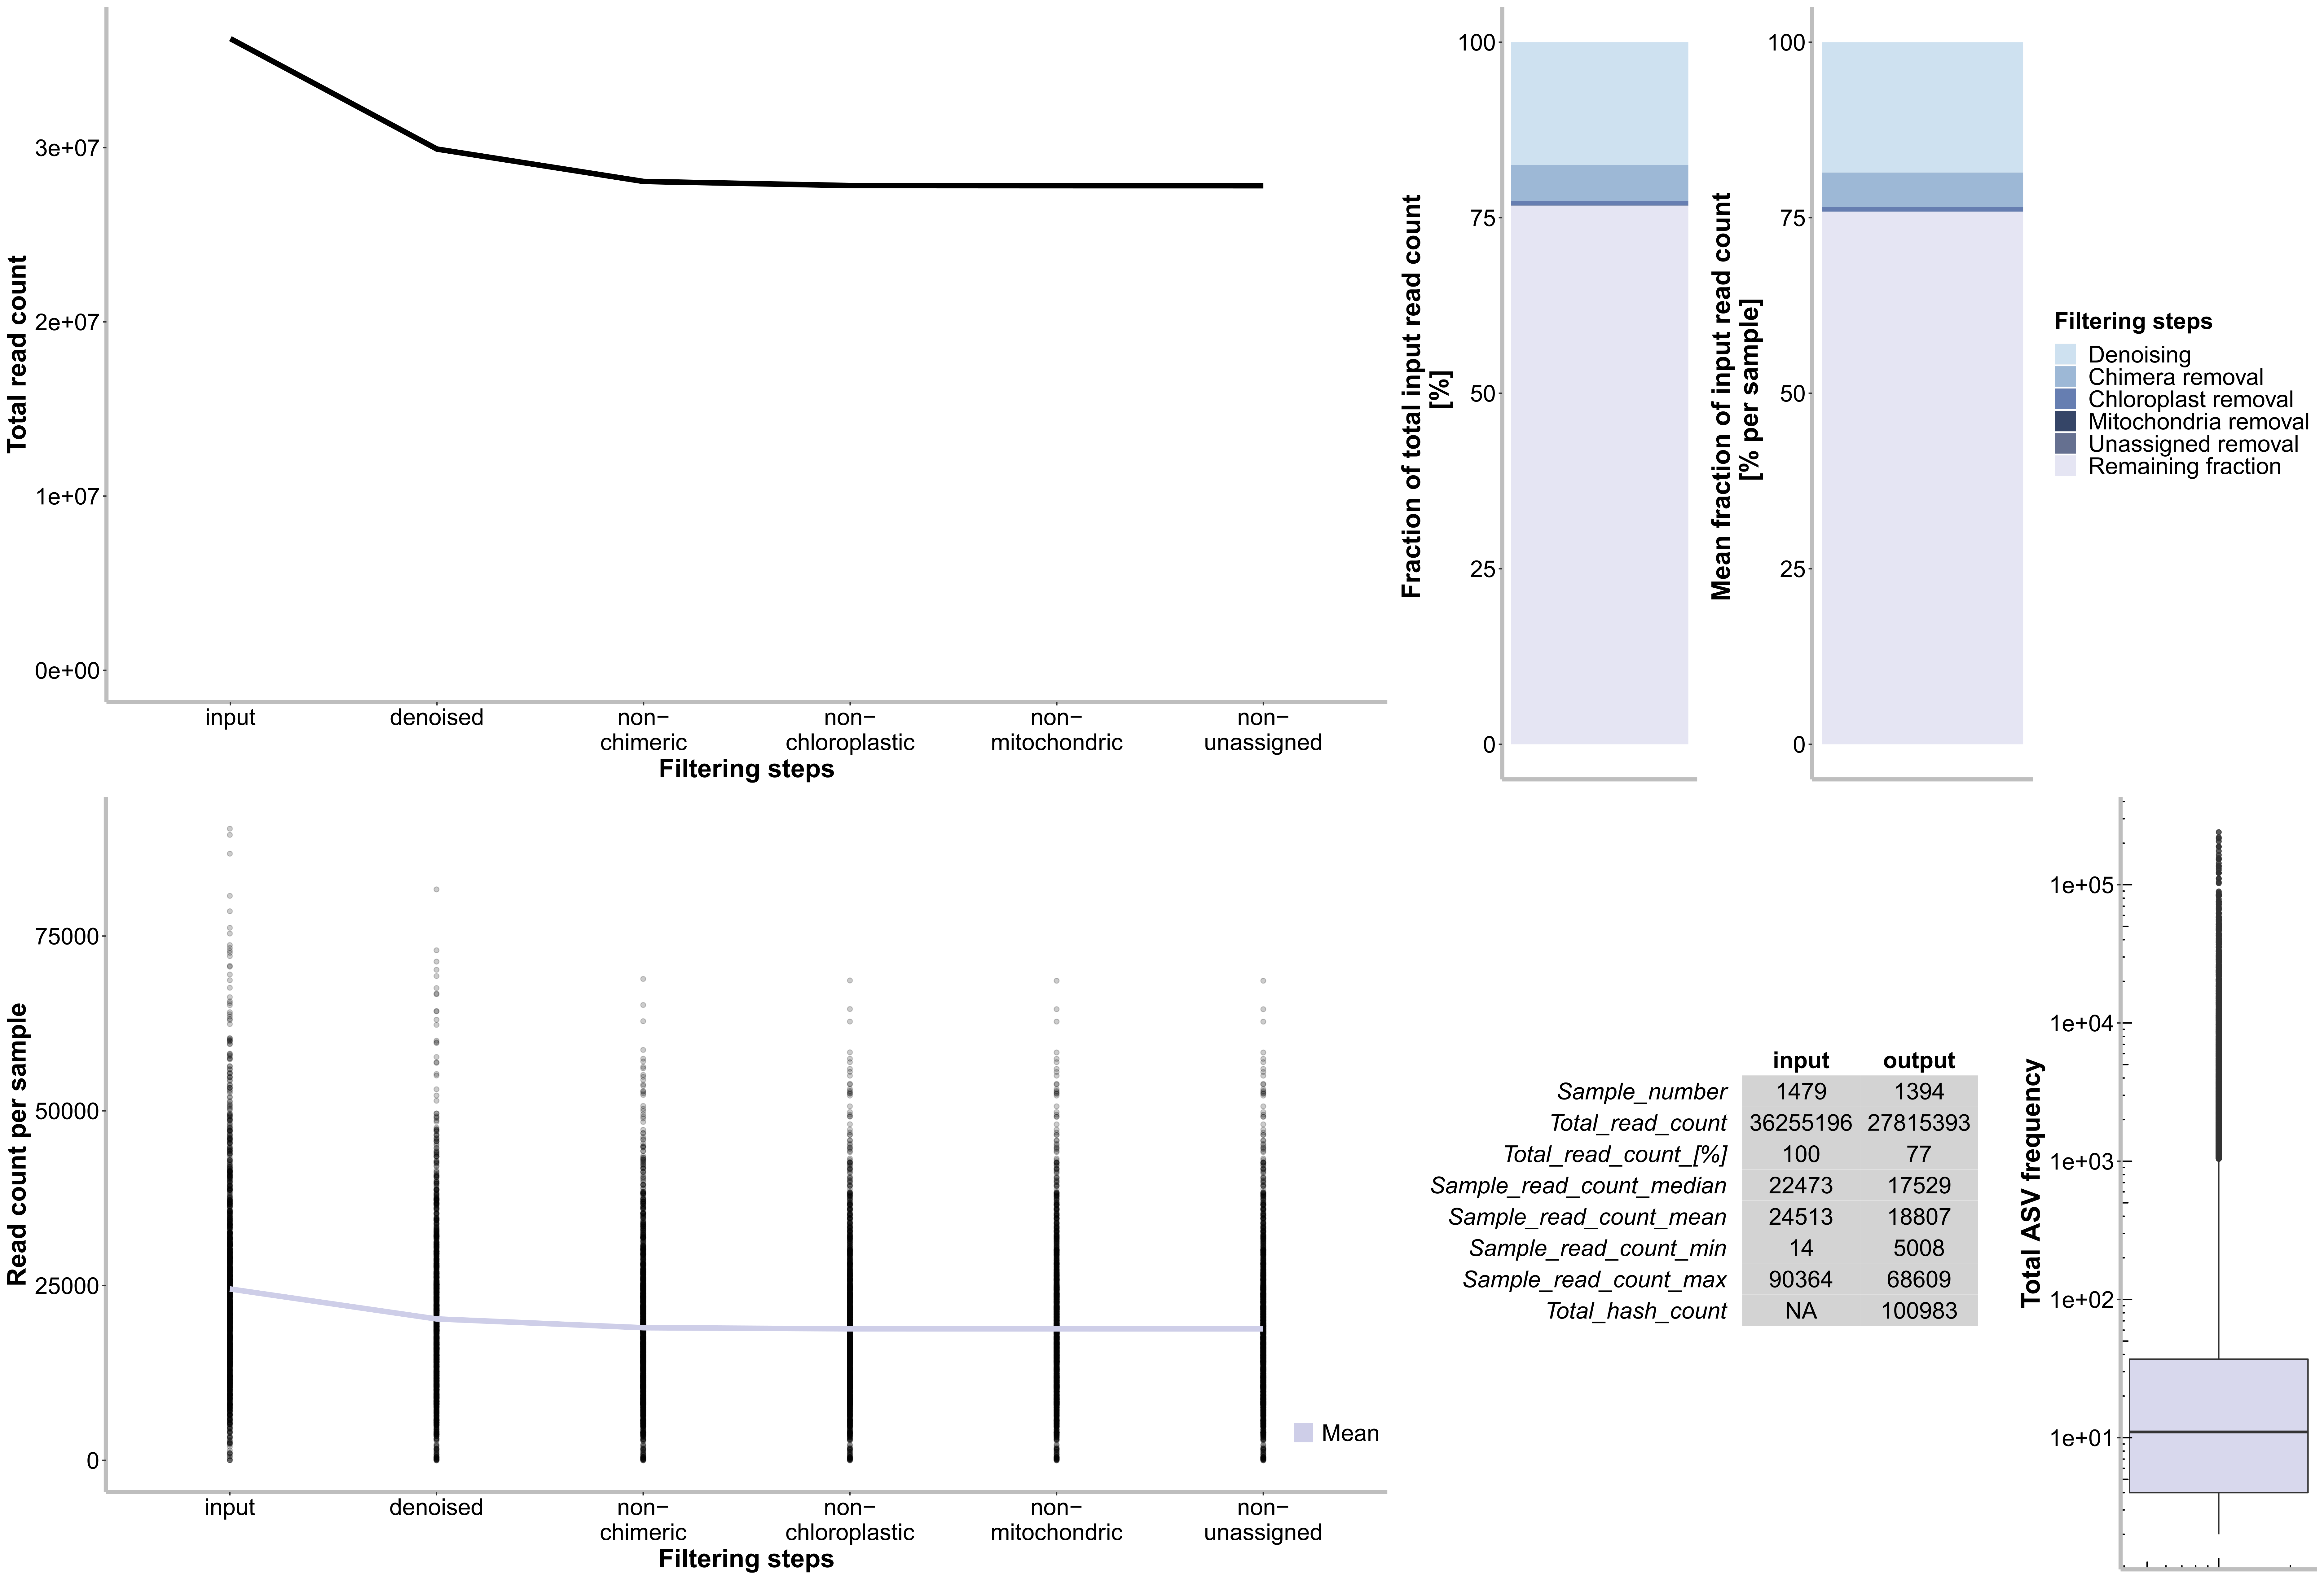 Total read count
3e+07
2e+07
1e+07
0e+00
input
denoised
non−
chimeric
non−
chloroplastic
non−
mitochondric
non−
unassigned
Filtering steps
Fraction of total input read count
[%]
100
75
50
25
0
Mean fraction of input read count
[% per sample]
100
75
50
25
0
Filtering steps
Denoising
Chimera removal
Chloroplast removal
Mitochondria removal
Unassigned removal
Remaining fraction
Read count per sample
75000
50000
25000
0
input
denoised
non−
chimeric
non−
chloroplastic
non−
mitochondric
non−
unassigned
Filtering steps
Mean
input output
Sample_number 1479 1394
Total_read_count 36255196 27815393
Total_read_count_[%] 100 77
Sample_read_count_median 22473 17529
Sample_read_count_mean 24513 18807
Sample_read_count_min 14 5008
Sample_read_count_max 90364 68609
Total_hash_count NA 100983
Total ASV frequency
1e+05
1e+04
1e+03
1e+02
1e+01